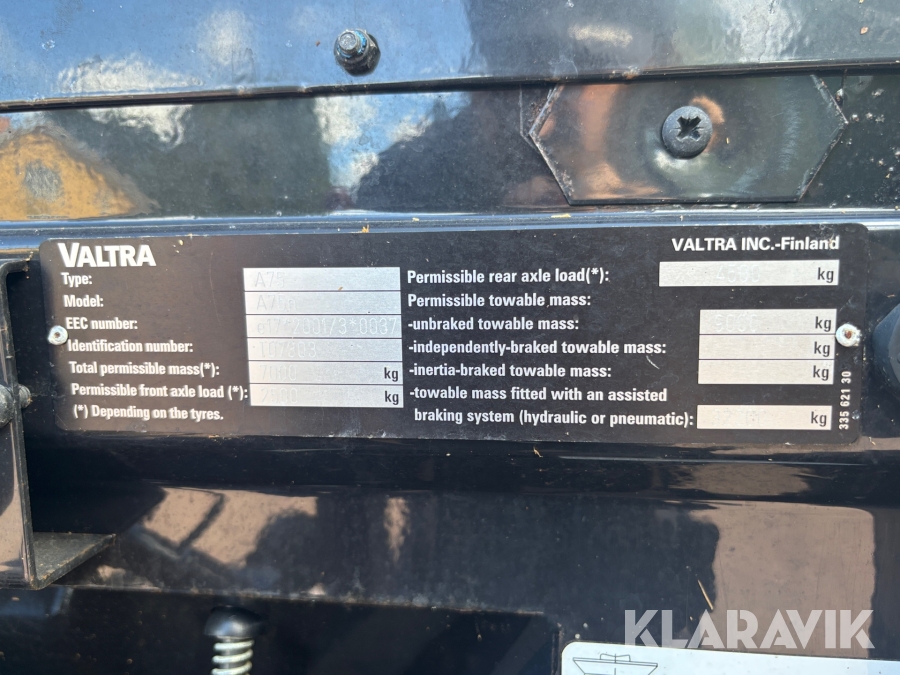 VALTRA
VALTRA INC.-Finland
Type: A75
Model:
EEC number:
Identification number:
Total permissible mass(*): kg
Permissible front axle load (*): kg
(*) Depending on the tyres.
Permissible rear axle load(*): kg
Permissible towable mass:
-unbraked towable mass: kg
-independently-braked towable mass:
-inertia-braked towable mass: kg
-towable mass fitted with an assisted
braking system (hydraulic or pneumatic): kg
335 621 30
KLARAVIK